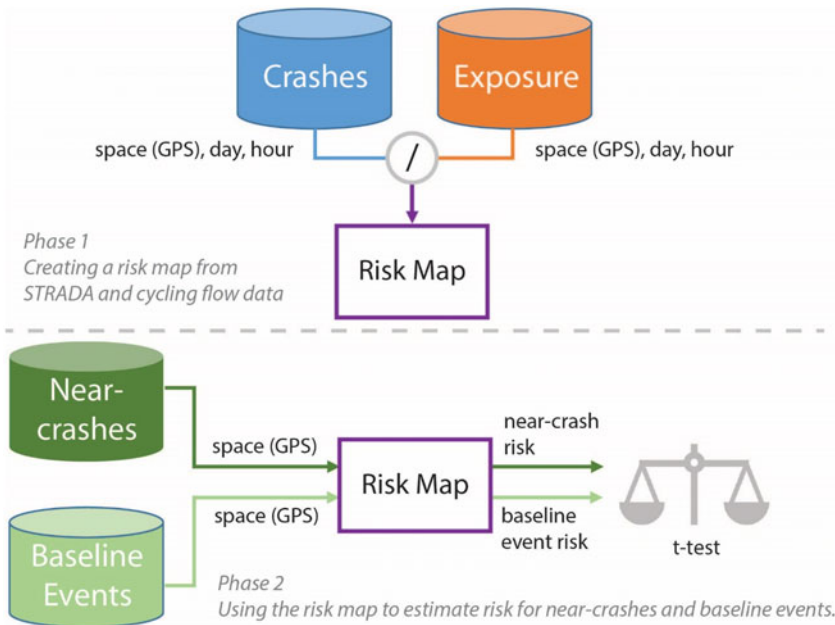 Crashes
Exposure
space (GPS), day, hour
/
space (GPS), day, hour
Phase 1
Creating a risk map from
STRADA and cycling flow data
Risk Map
Near-
crashes
space (GPS)
near-crash
risk
Risk Map
space (GPS)
baseline
event risk
t-test
Baseline
Events
Phase 2
Using the risk map to estimate risk for near-crashes and baseline events.